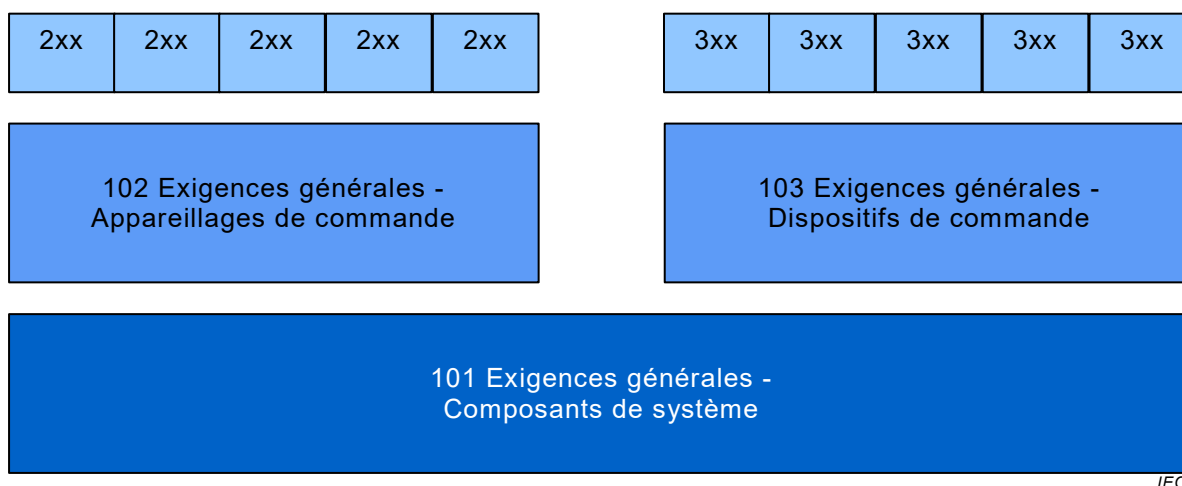 2xx 2xx 2xx 2xx 2xx 3xx 3xx 3xx 3xx 3xx
102 Exigences générales -
Appareillages de commande
103 Exigences générales -
Dispositifs de commande
101 Exigences générales -
Composants de système
IEC